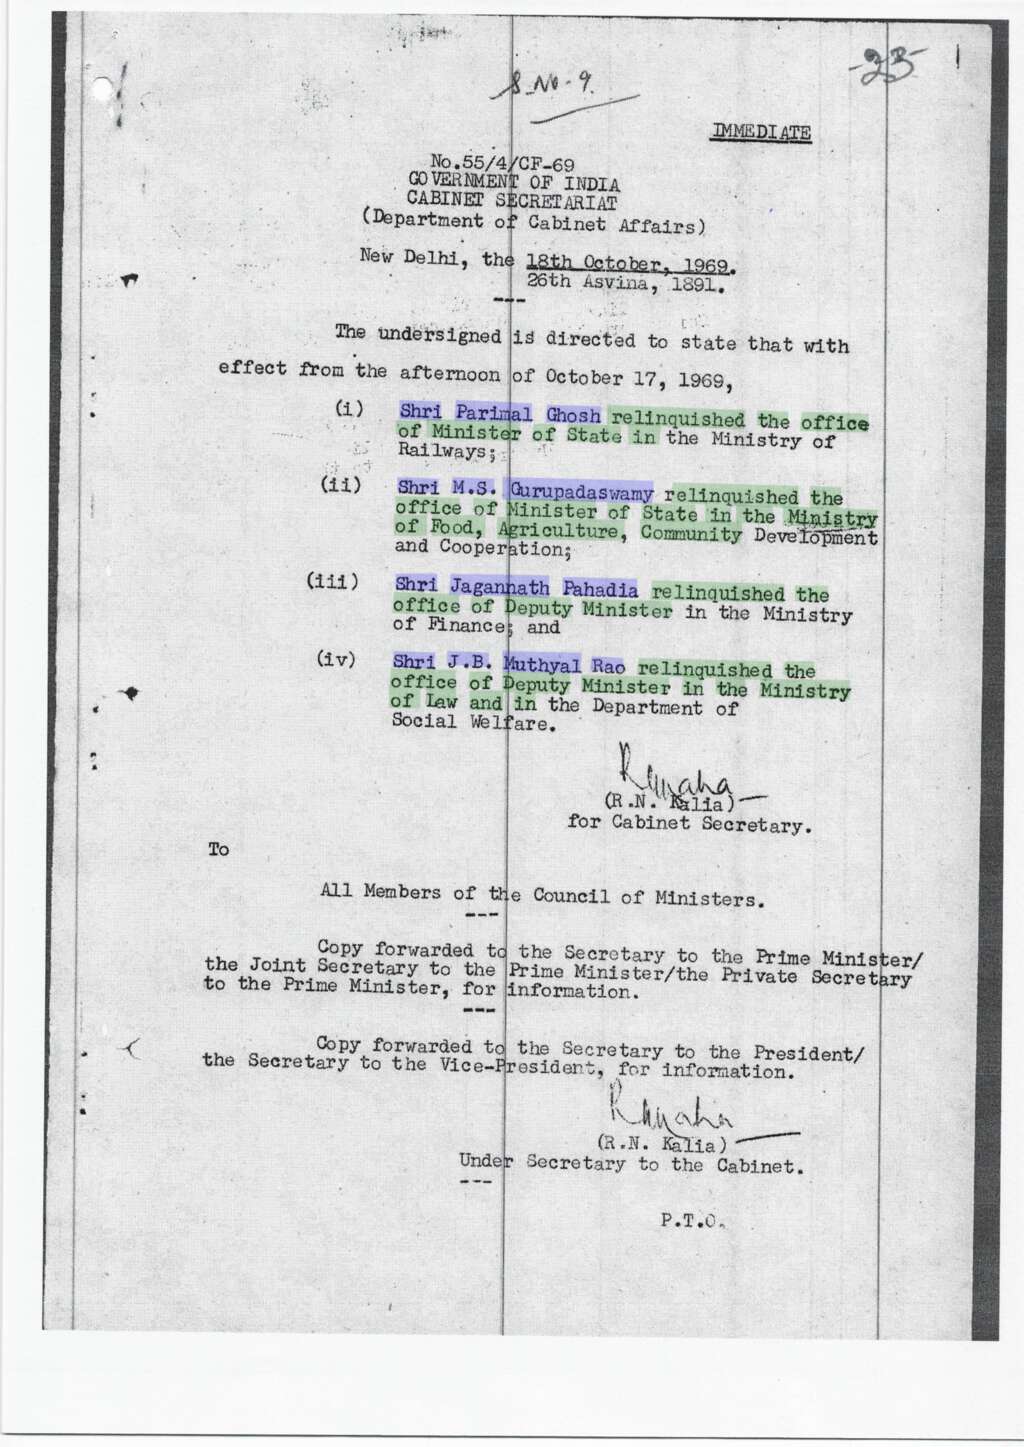 S.No-9.
-23-
IMMEDIATE
No.55/4/CF-69
GOVERNMENT OF INDIA
CABINET SECRETARIAT
(Department of Cabinet Affairs)
New Delhi, the 18th October, 1969.
26th Asvina, 1891.
---
The undersigned is directed to state that with
effect from the afternoon of October 17, 1969,
(i) Shri Parimal Ghosh relinquished the office
of Minister of State in the Ministry of
Railways;
(ii) Shri M.S. Gurupadaswamy relinquished the
office of Minister of State in the Ministry
of Food, Agriculture, Community Development
and Cooperation;
(iii) Shri Jagannath Pahadia relinquished the
office of Deputy Minister in the Ministry
of Finance; and
(iv) Shri J.B. Muthyal Rao relinquished the
office of Deputy Minister in the Ministry
of Law and in the Department of
Social Welfare.
(R.N. Kalia)
for Cabinet Secretary.
To
All Members of the Council of Ministers.
---
Copy forwarded to the Secretary to the Prime Minister/
the Joint Secretary to the Prime Minister/the Private Secretary
to the Prime Minister, for information.
---
Copy forwarded to the Secretary to the President/
the Secretary to the Vice-President, for information.
(R.N. Kalia)
Under Secretary to the Cabinet.
---
P.T.O.